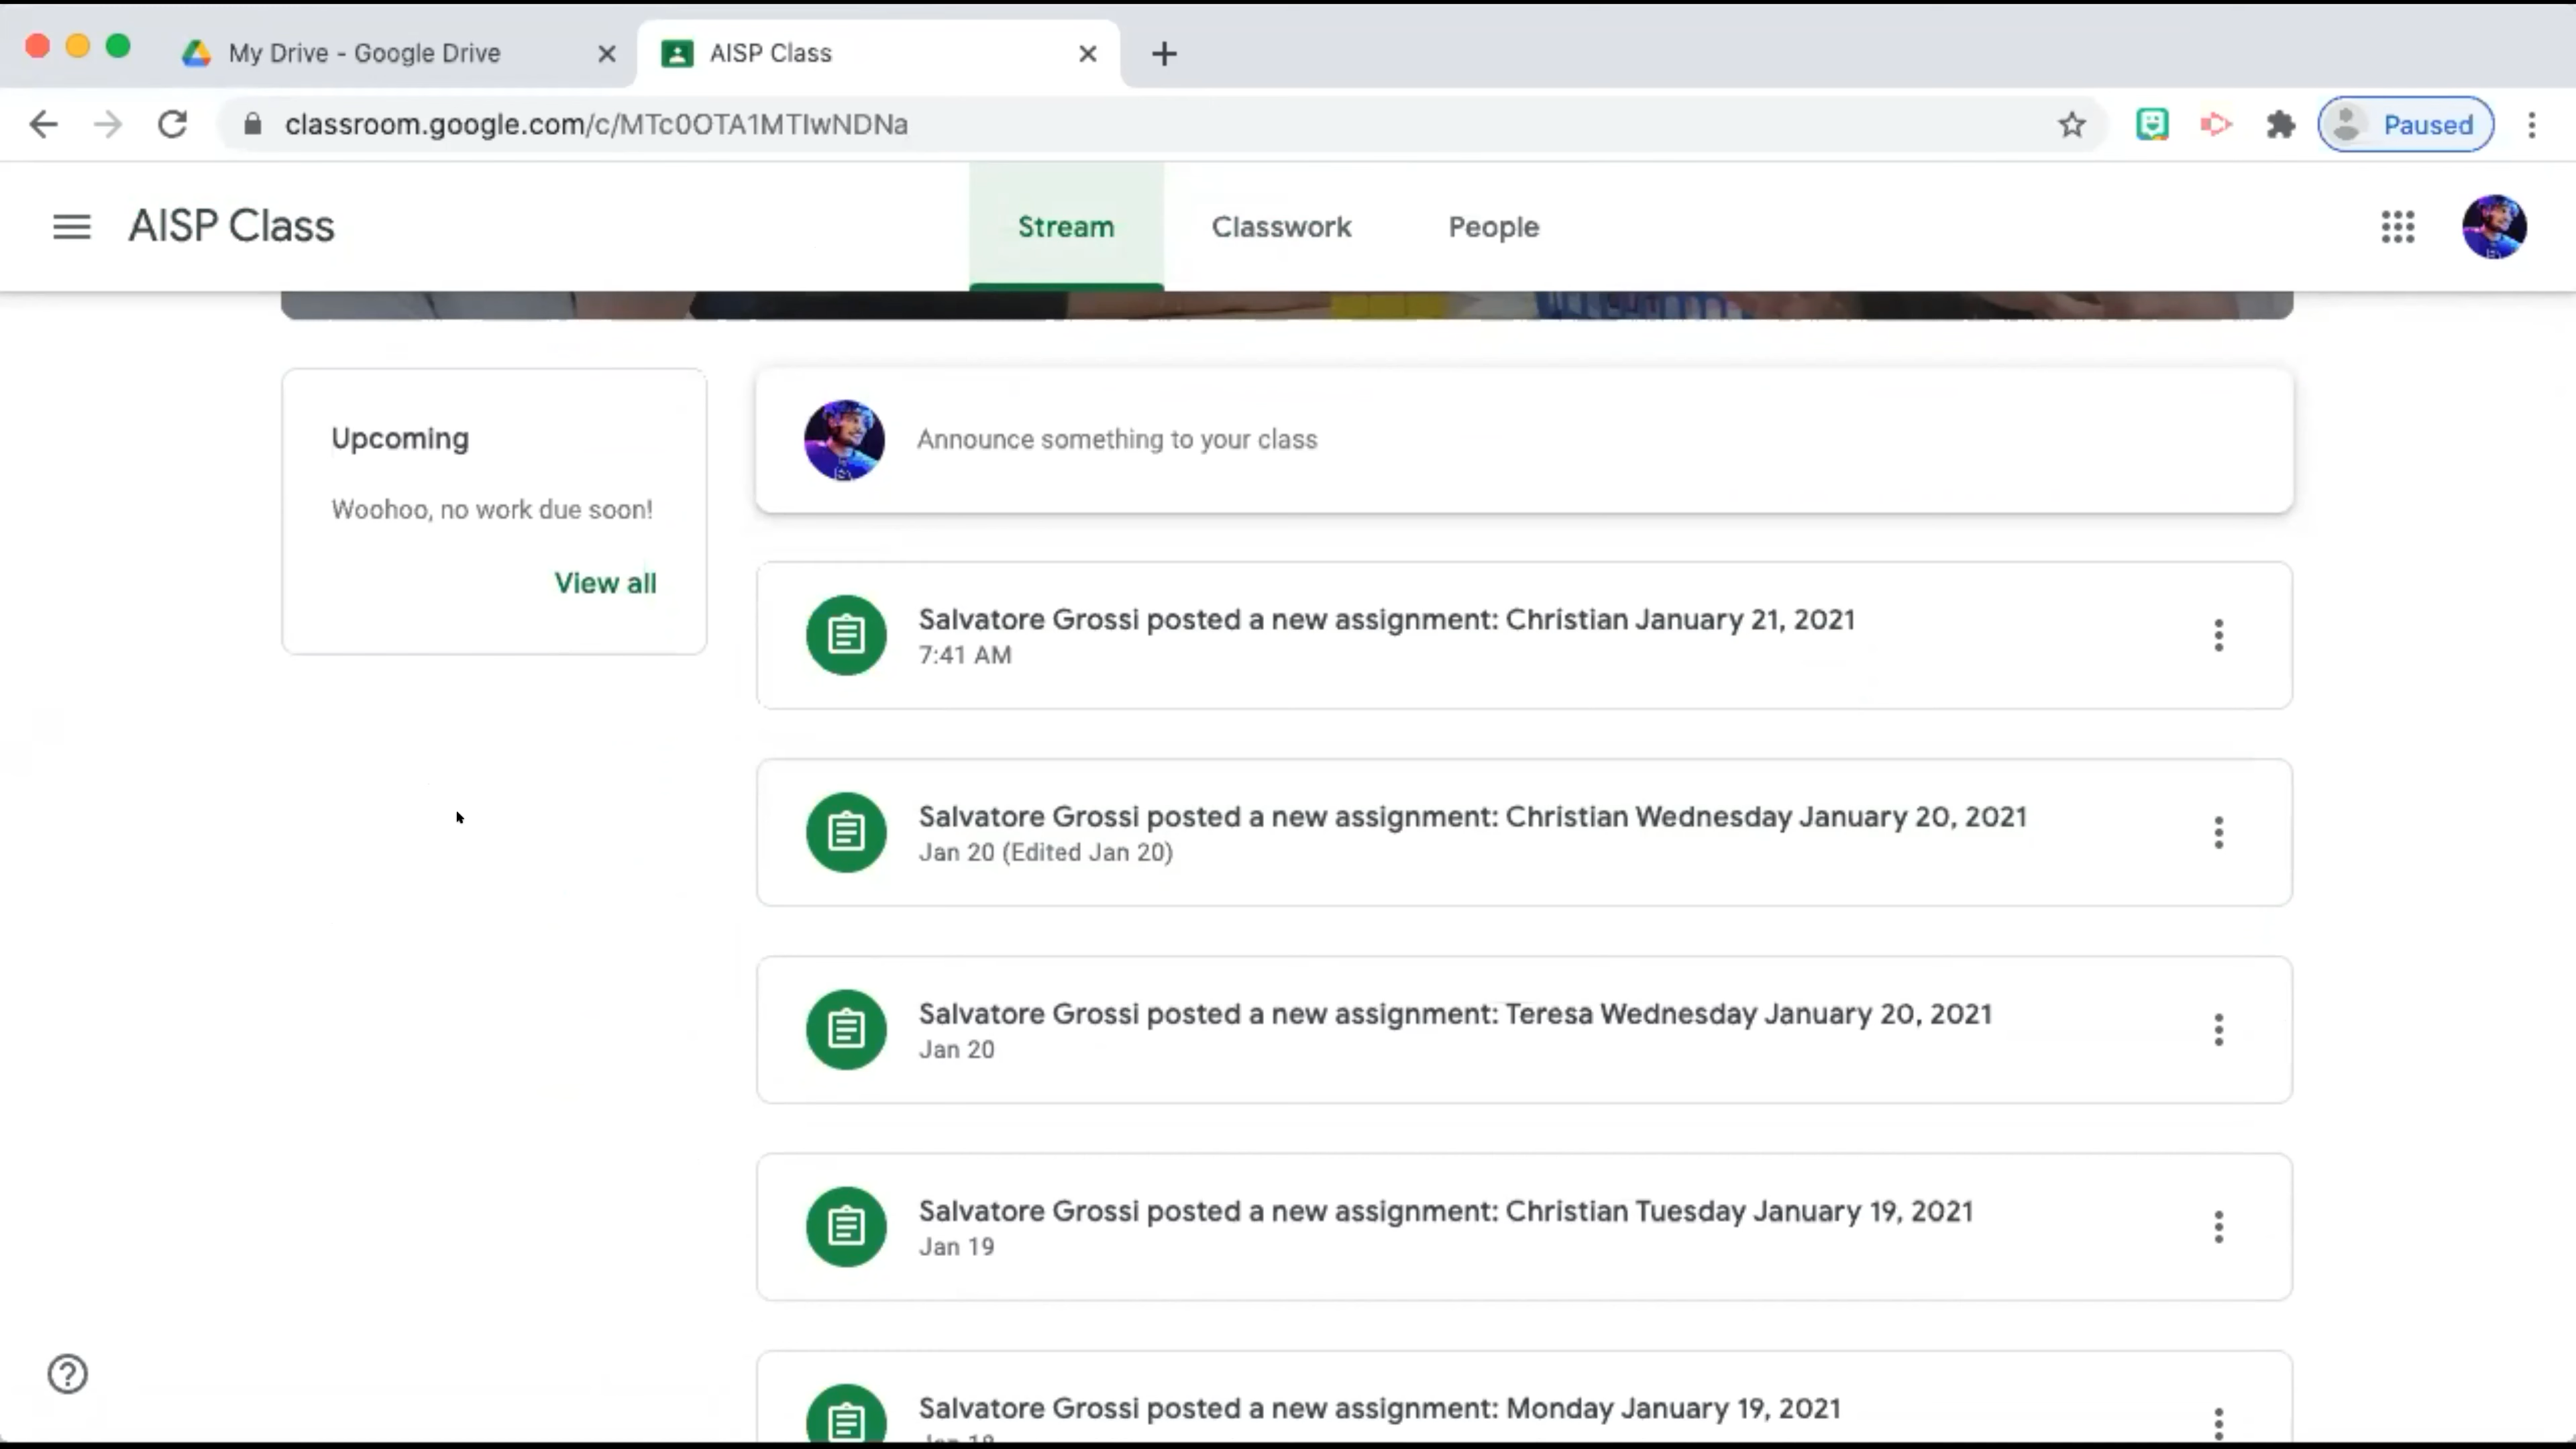 My Drive - Google Drive
AISP Class
classroom.google.com/c/MTc0OTA1MTIwNDNa
Paused
AISP Class
Stream
Classwork
People
Upcoming
Woohoo, no work due soon!
View all
Announce something to your class
Salvatore Grossi posted a new assignment: Christian January 21, 2021
7:41 AM
Salvatore Grossi posted a new assignment: Christian Wednesday January 20, 2021
Jan 20 (Edited Jan 20)
Salvatore Grossi posted a new assignment: Teresa Wednesday January 20, 2021
Jan 20
Salvatore Grossi posted a new assignment: Christian Tuesday January 19, 2021
Jan 19
Salvatore Grossi posted a new assignment: Monday January 19, 2021